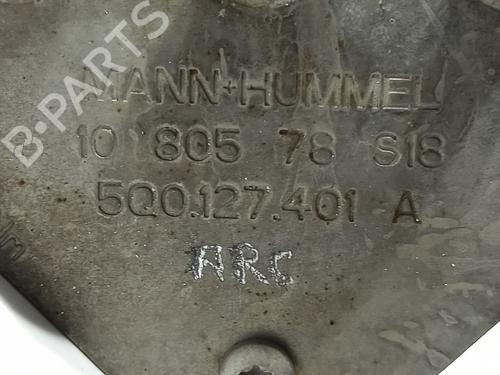 B-PARTS
MANN+HUMMEL
10 805 78 S18
5Q0.127.401 A
ARC